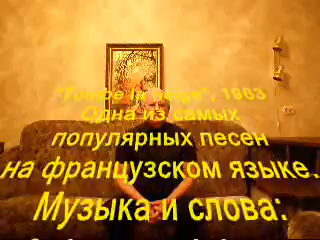 "Tombe la neige", 1963
Одна из самых
популярных песен
на французском языке.
Музыка и слова: